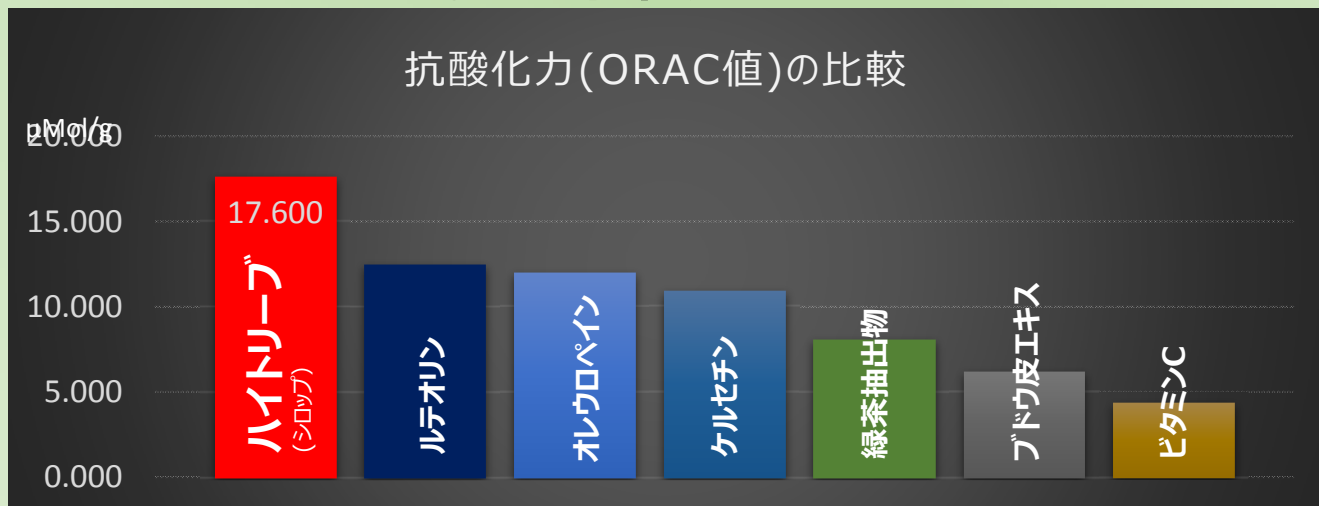 抗酸化力(ORAC値)の比較
μMol/g
20.000
15.000
10.000
5.000
0.000
17.600
ハイトリーブ
(シロップ)
ルテオリン
オレウロペイン
ケルセチン
緑茶抽出物
ブドウ皮エキス
ビタミンC